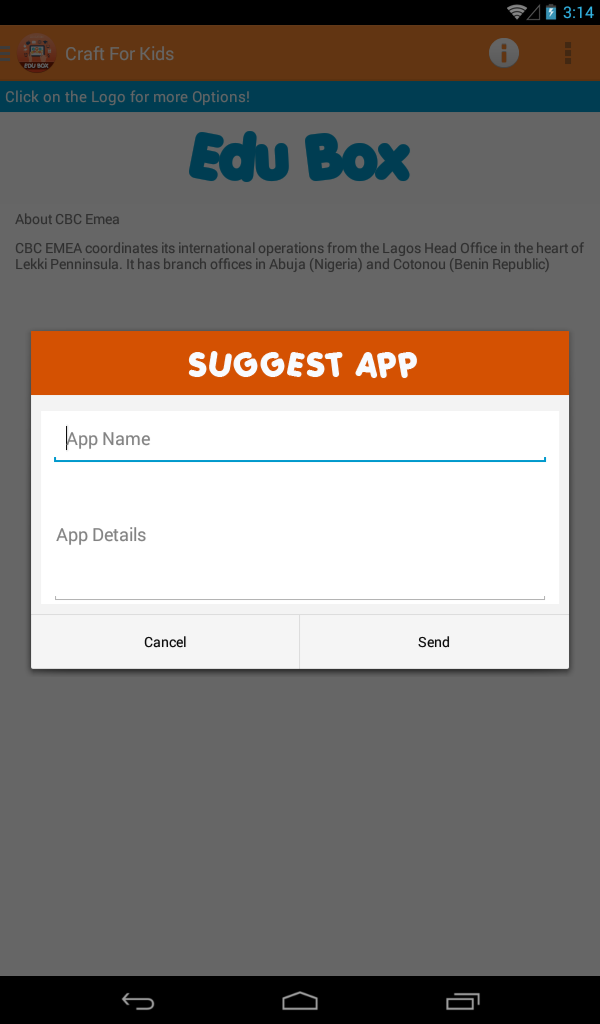 3:14
EDU BOX
Craft For Kids
Click on the Logo for more Options!
Edu Box
About CBC Emea
CBC EMEA coordinates its international operations from the Lagos Head Office in the heart of
Lekki Penninsula. It has branch offices in Abuja (Nigeria) and Cotonou (Benin Republic)
SUGGEST APP
App Name
App Details
Cancel
Send